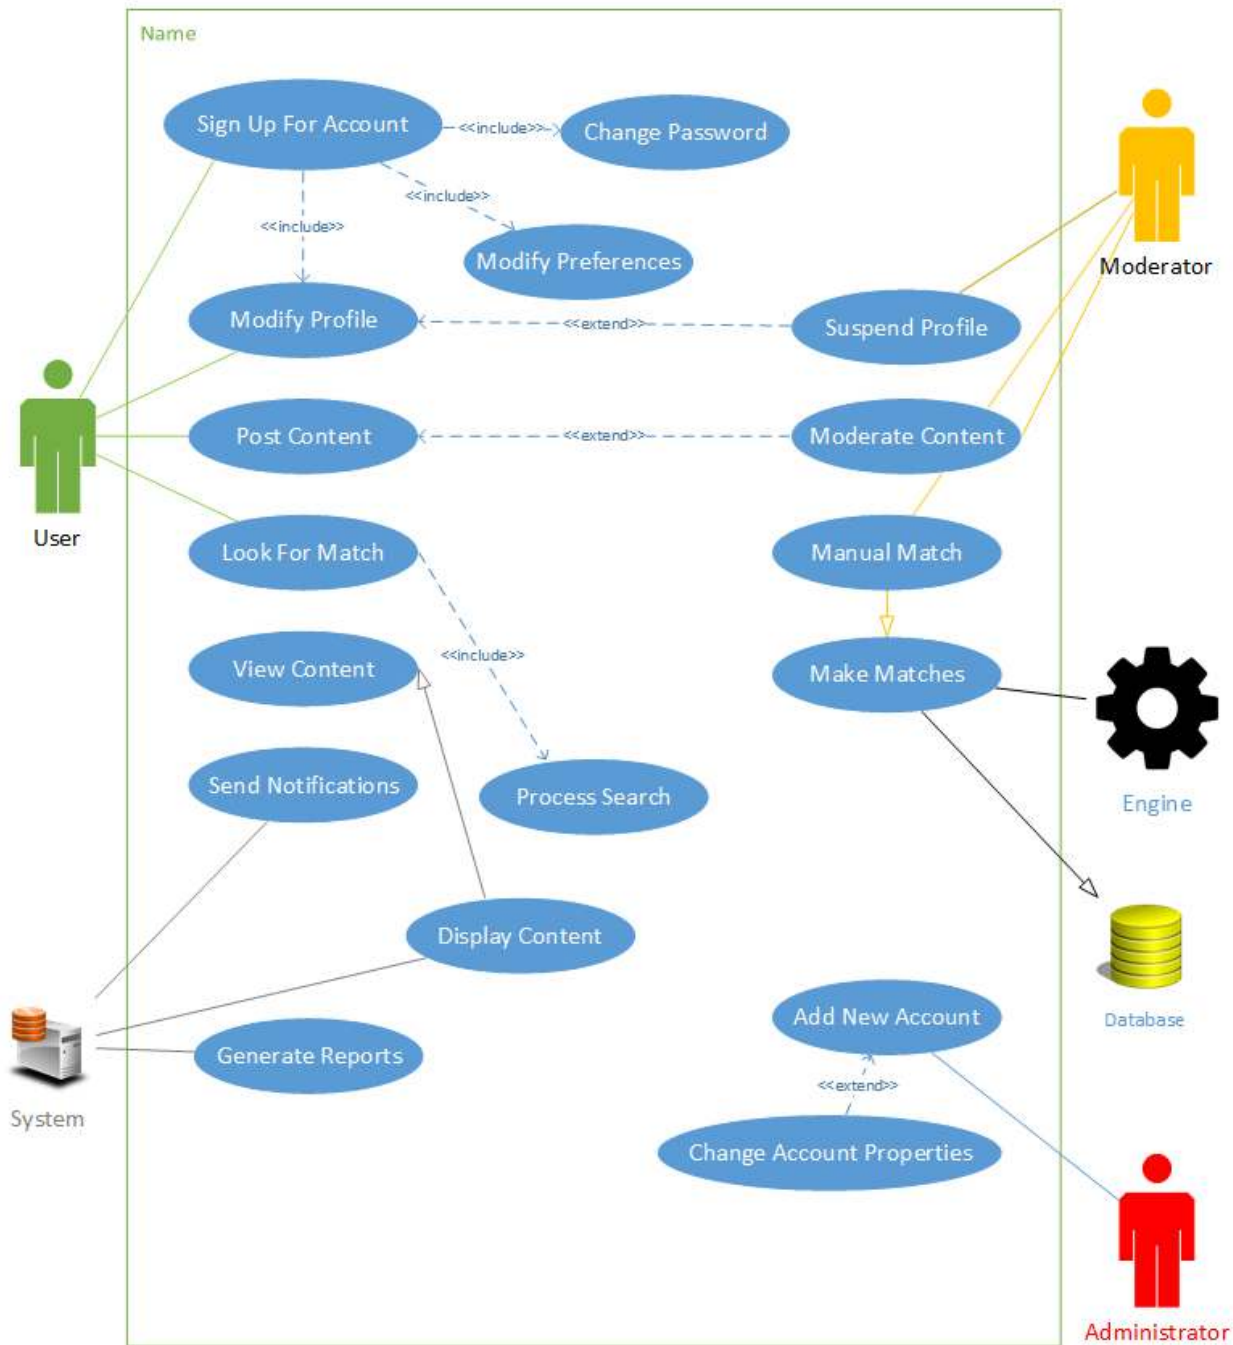 Name
Sign Up For Account
<<include>>
Change Password
<<include>>
<<include>>
Modify Preferences
Moderator
Modify Profile
<<extend>>
Suspend Profile
Post Content
<<extend>>
Moderate Content
User
Look For Match
Manual Match
<<include>>
View Content
Make Matches
Send Notifications
Process Search
Engine
Display Content
Add New Account
Database
Generate Reports
<<extend>>
System
Change Account Properties
Administrator